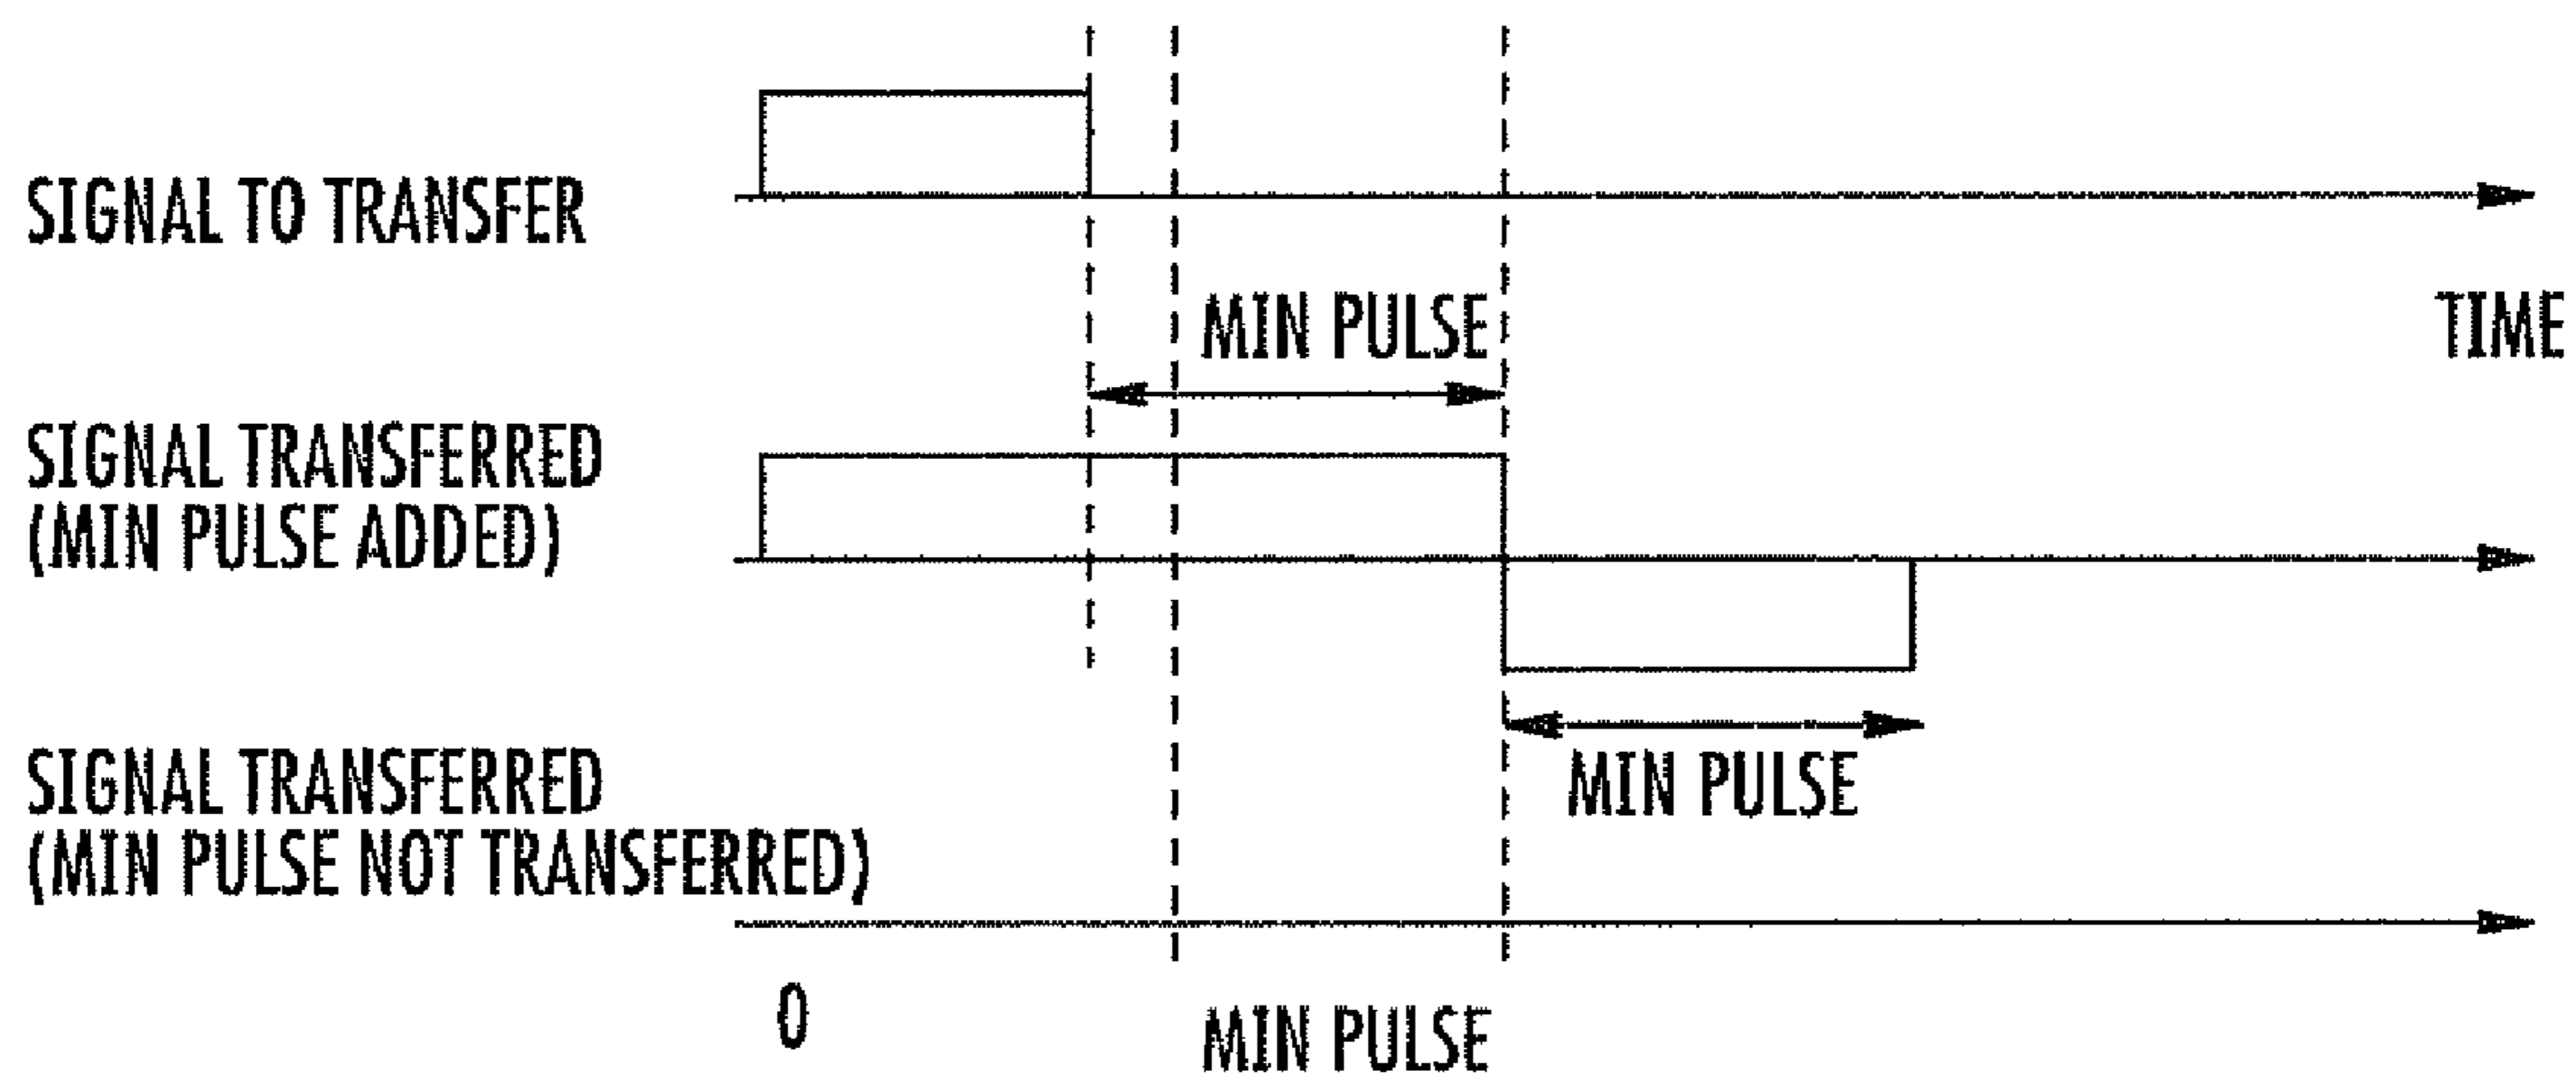 SIGNAL TO TRANSFER
MIN PULSE
TIME
SIGNAL TRANSFERRED
(MIN PULSE ADDED)
SIGNAL TRANSFERRED
(MIN PULSE NOT TRANSFERRED)
MIN PULSE
0
MIN PULSE